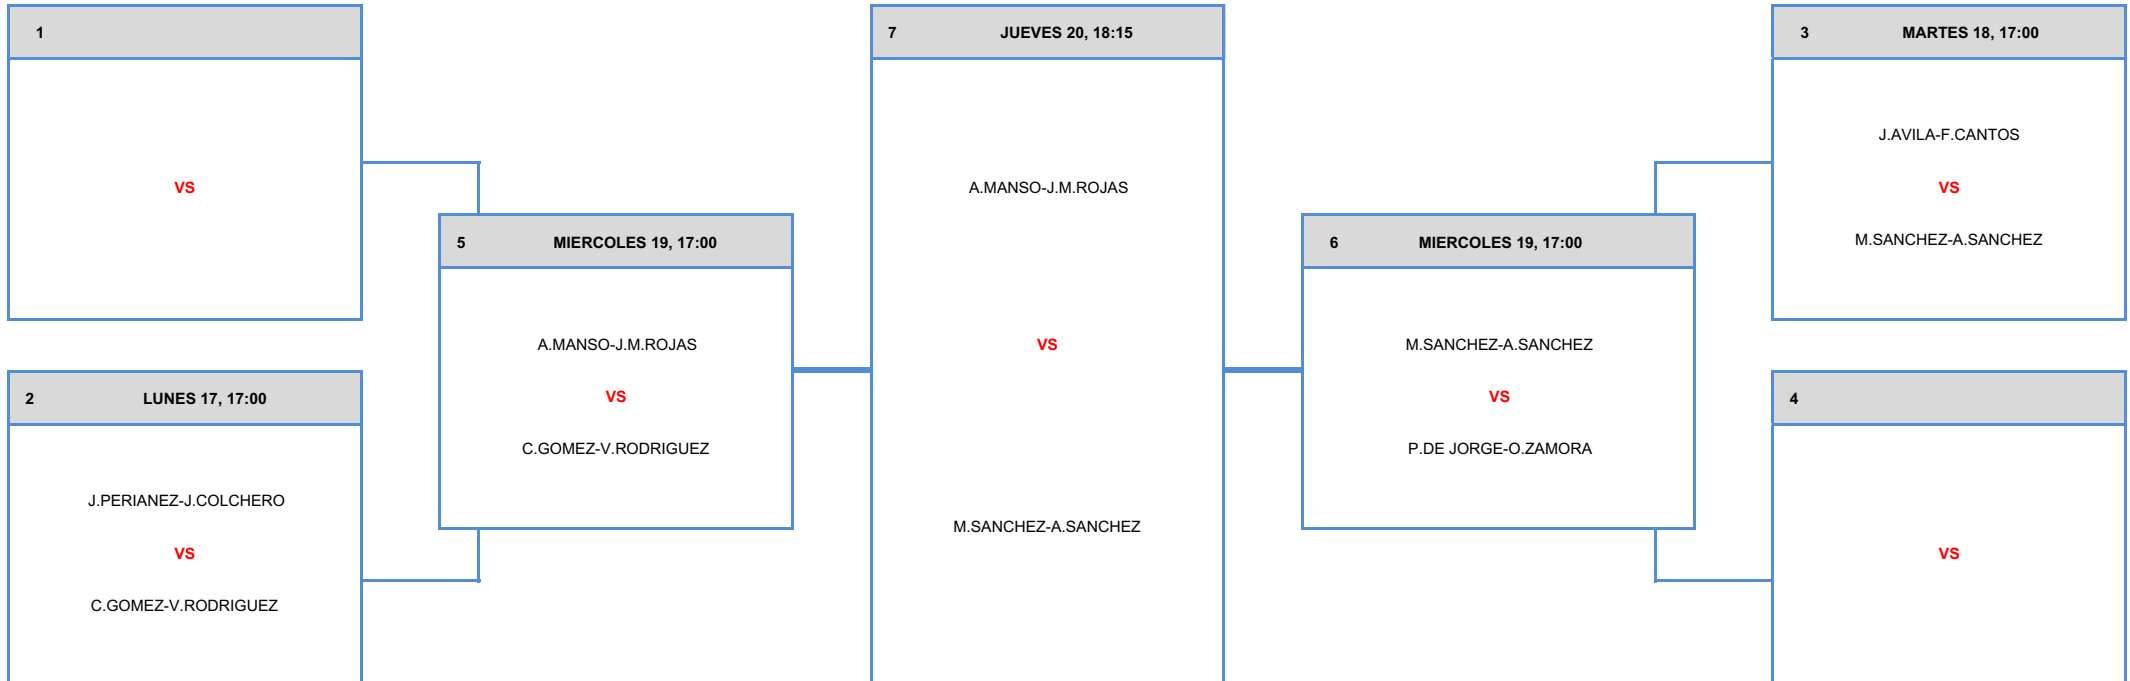 1
VS
2 LUNES 17, 17:00
J.PERIANEZ-J.COLCHERO
VS
C.GOMEZ-V.RODRIGUEZ
5 MIERCOLES 19, 17:00
A.MANSO-J.M.ROJAS
VS
C.GOMEZ-V.RODRIGUEZ
7 JUEVES 20, 18:15
A.MANSO-J.M.ROJAS
VS
M.SANCHEZ-A.SANCHEZ
6 MIERCOLES 19, 17:00
M.SANCHEZ-A.SANCHEZ
VS
P.DE JORGE-O.ZAMORA
3 MARTES 18, 17:00
J.AVILA-F.CANTOS
VS
M.SANCHEZ-A.SANCHEZ
4
VS